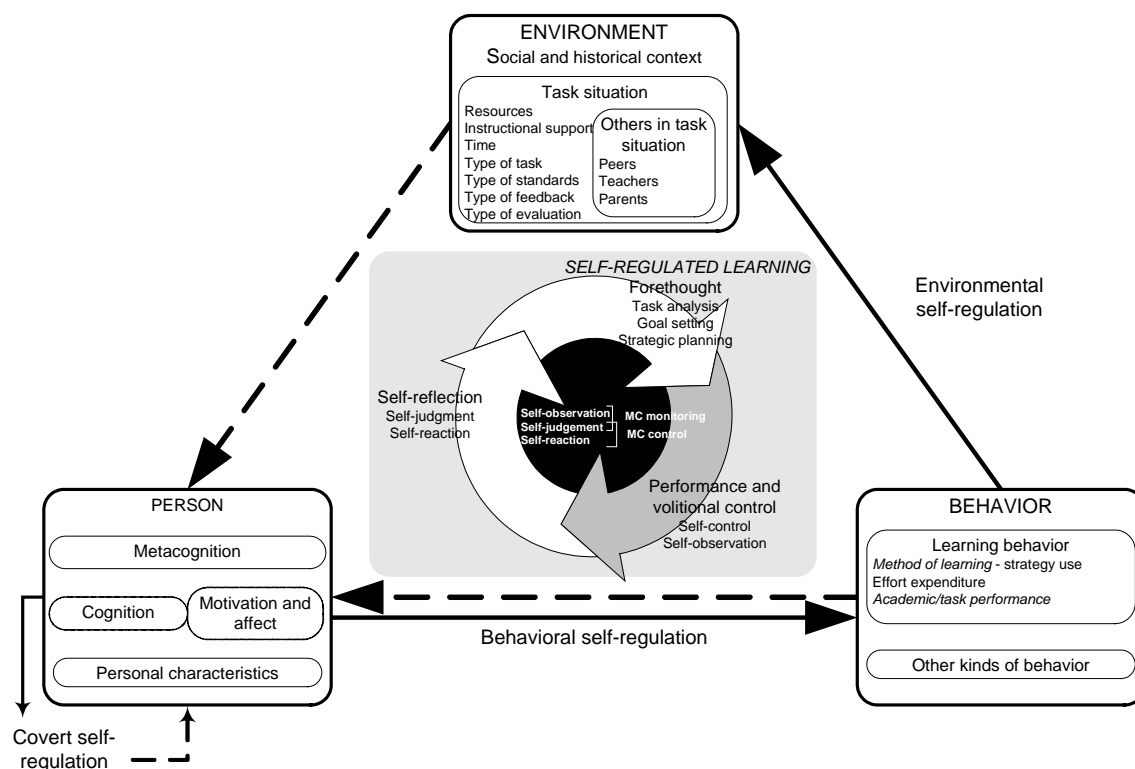 ENVIRONMENT
Social and historical context
Task situation
Resources
Instructional support
Time
Type of task
Type of standards
Type of feedback
Type of evaluation
Others in task
situation
Peers
Teachers
Parents
SELF-REGULATED LEARNING
Forethought
Task analysis
Goal setting
Strategic planning
Environmental
self-regulation
Self-reflection
Self-judgment
Self-reaction
Self-observation
Self-judgement
Self-reaction
MC monitoring
MC control
Performance and
volitional control
Self-control
Self-observation
PERSON
Metacognition
Cognition
Motivation and
affect
Personal characteristics
Behavioral self-regulation
BEHAVIOR
Learning behavior
Method of learning - strategy use
Effort expenditure
Academic/task performance
Other kinds of behavior
Covert self-
regulation